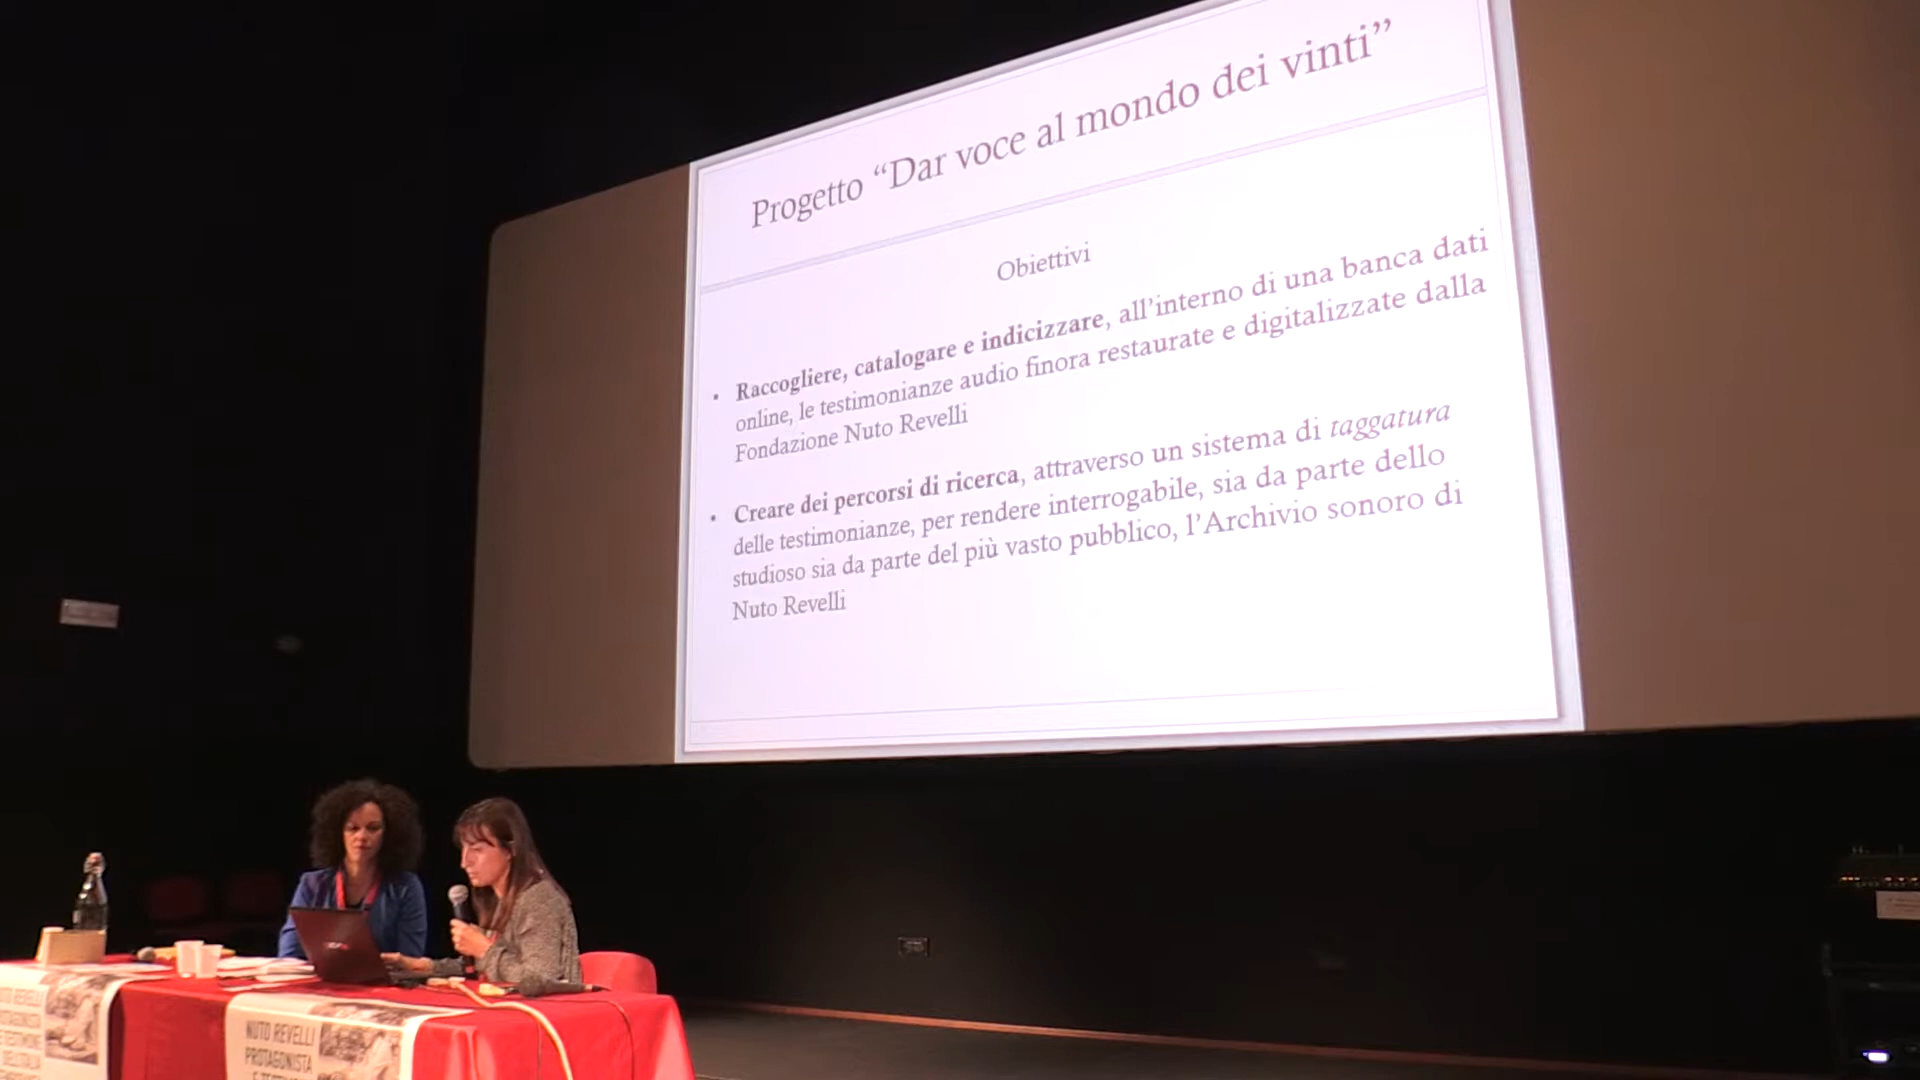 Progetto “Dar voce al mondo dei vinti”
Obiettivi
• Raccogliere, catalogare e indicizzare, all’interno di una banca dati
online, le testimonianze audio finora restaurate e digitalizzate dalla
Fondazione Nuto Revelli
• Creare dei percorsi di ricerca, attraverso un sistema di taggatura
delle testimonianze, per rendere interrogabile, sia da parte dello
studioso sia da parte del più vasto pubblico, l’Archivio sonoro di
Nuto Revelli
NUTO REVELLI
PROTAGONISTA